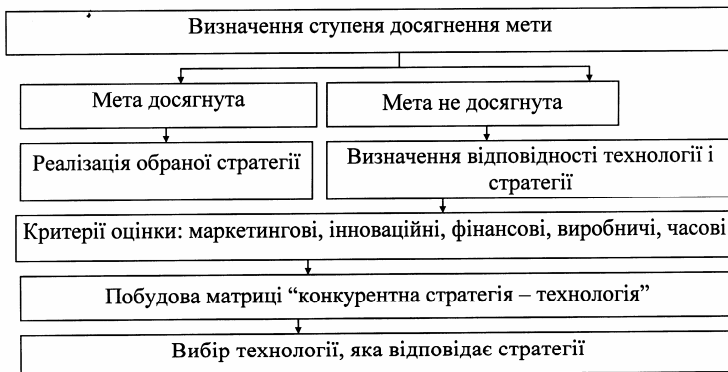 Визначення ступеня досягнення мети
Мета досягнута
Мета не досягнута
Реалізація обраної стратегії
Визначення відповідності технології і
стратегії
Критерії оцінки: маркетингові, інноваційні, фінансові, виробничі, часові
Побудова матриці “конкурентна стратегія – технологія”
Вибір технології, яка відповідає стратегії